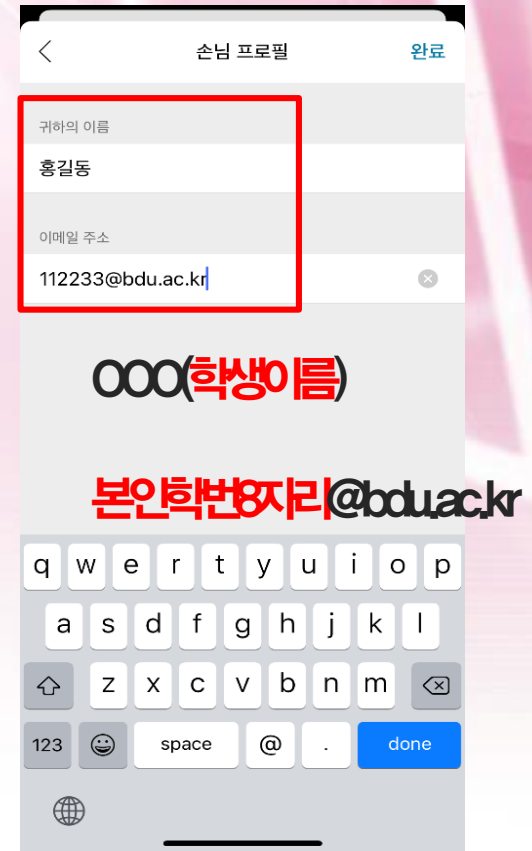 손님 프로필 완료
귀하의 이름
홍길동
이메일 주소
112233@bdu.ac.kr
OOO(학생이름)
본인학번8자리@bdu.ac.kr
q w e r t y u i o p
a s d f g h j k l
z x c v b n m
123 space @ . done